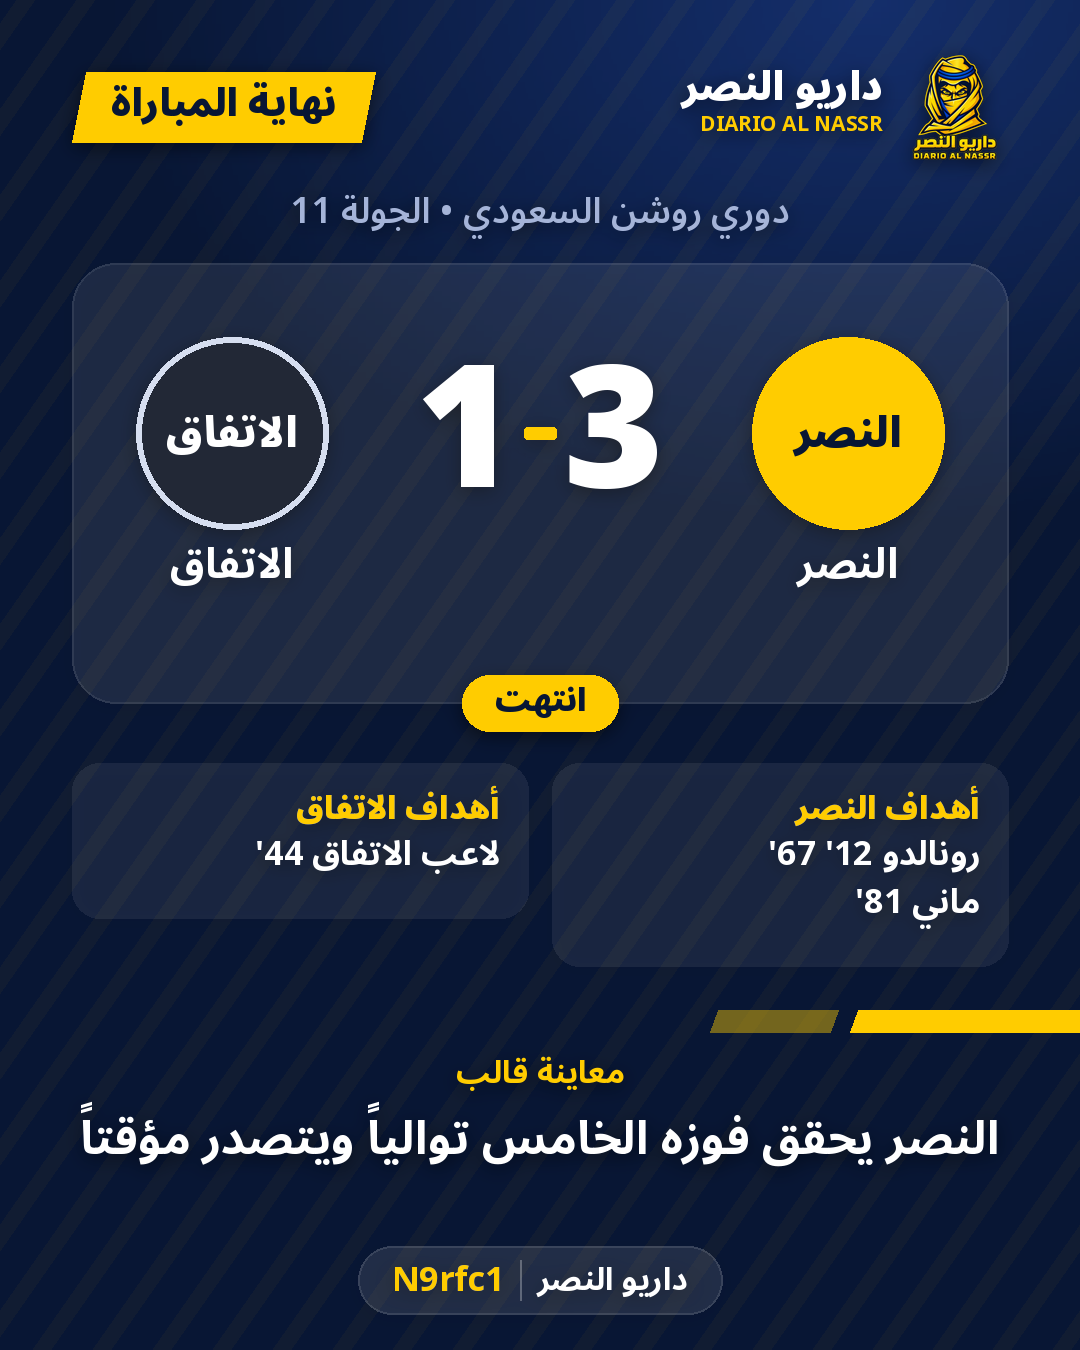 داريو النصر
DIARIO AL NASSR
داريو النصر
DIARIO AL NASSR
نهاية المباراة
دوري روشن السعودي • الجولة 11
النصر
3-1
الاتفاق
النصر
الاتفاق
انتهت
أهداف النصر
رونالدو 12' 67'
ماني 81'
أهداف الاتفاق
لاعب الاتفاق 44'
معاينة قالب
النصر يحقق فوزه الخامس توالياً ويتصدر مؤقتاً
داريو النصر N9rfc1